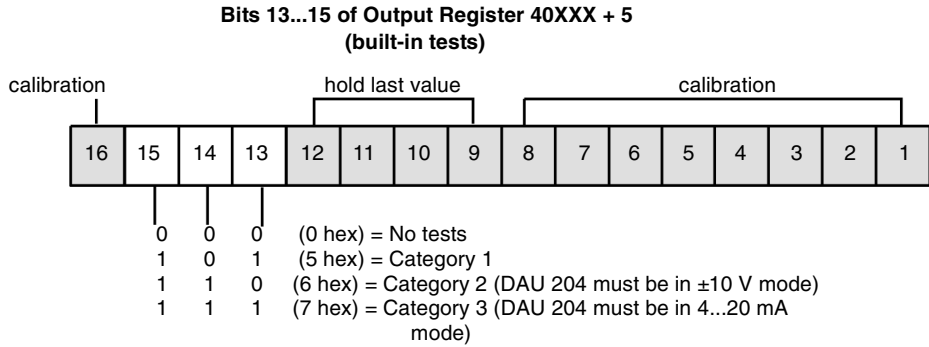 Bits 13...15 of Output Register 40XXX + 5
(built-in tests)
calibration hold last value calibration
16 15 14 13 12 11 10 9 8 7 6 5 4 3 2 1
0 0 0 (0 hex) = No tests
1 0 1 (5 hex) = Category 1
1 1 0 (6 hex) = Category 2 (DAU 204 must be in ±10 V mode)
1 1 1 (7 hex) = Category 3 (DAU 204 must be in 4...20 mA
mode)